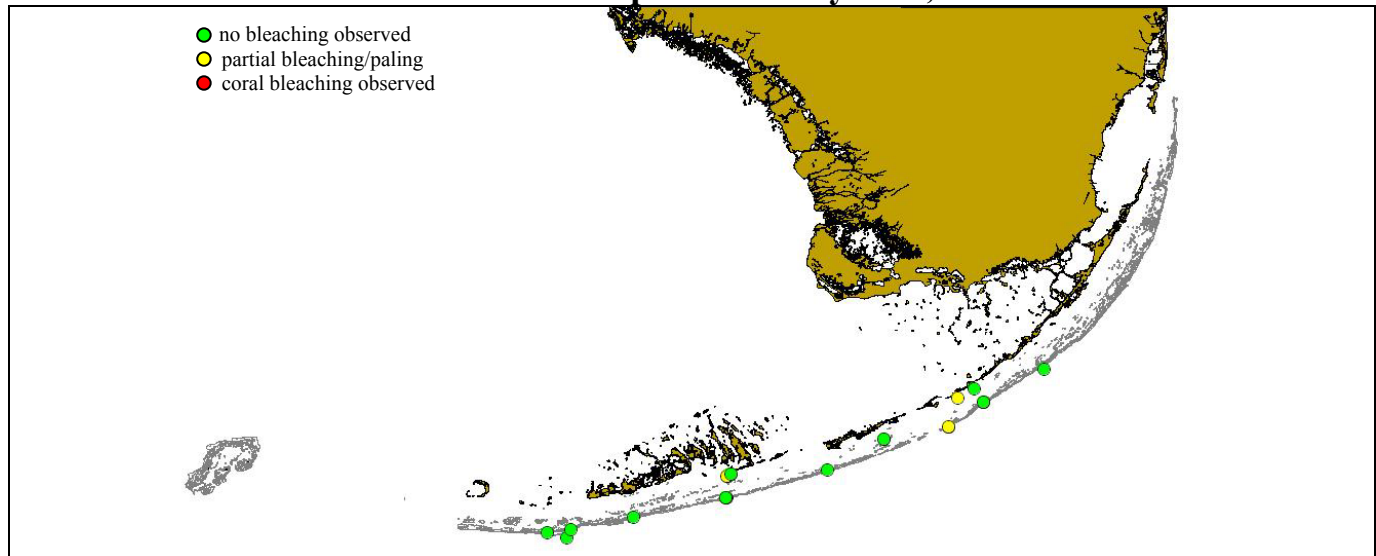 no bleaching observed
partial bleaching/paling
coral bleaching observed